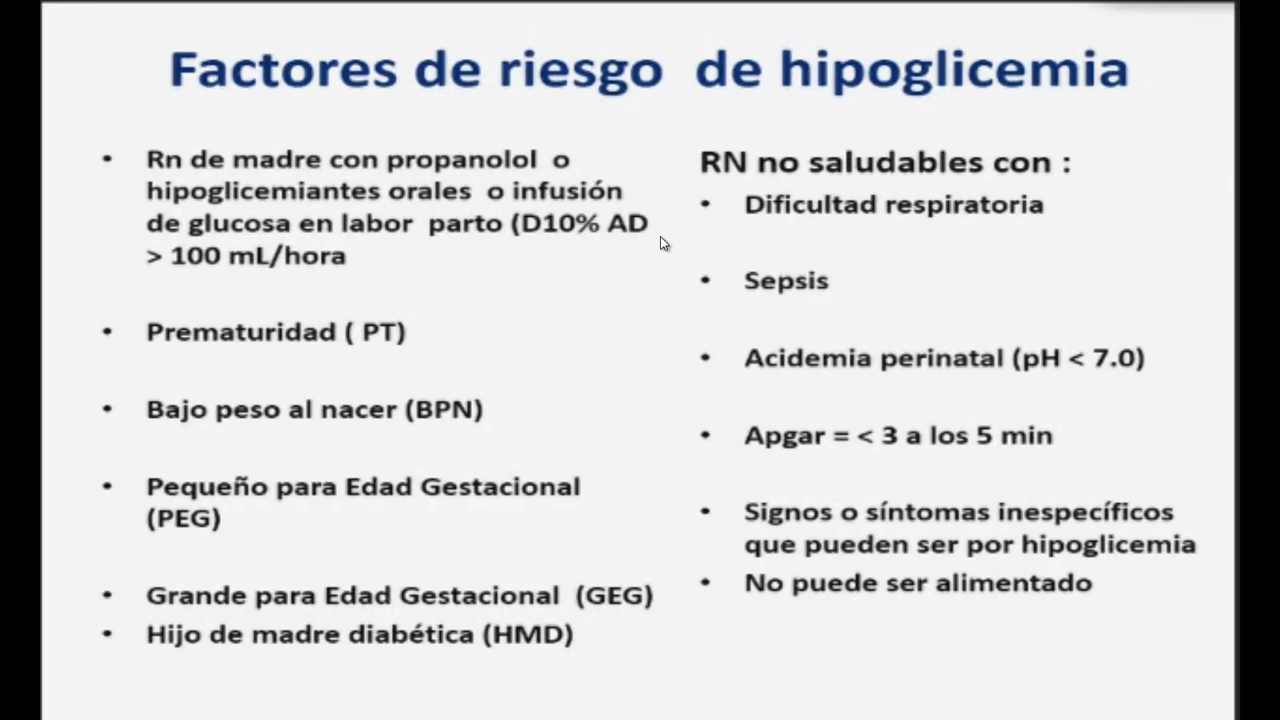 Factores de riesgo de hipoglicemia
• Rn de madre con propanolol o
hipoglicemiantes orales o infusión
de glucosa en labor parto (D10% AD
> 100 mL/hora
• Prematuridad ( PT)
• Bajo peso al nacer (BPN)
• Pequeño para Edad Gestacional
(PEG)
• Grande para Edad Gestacional (GEG)
• Hijo de madre diabética (HMD)
RN no saludables con :
• Dificultad respiratoria
• Sepsis
• Acidemia perinatal (pH < 7.0)
• Apgar = < 3 a los 5 min
• Signos o síntomas inespecíficos
que pueden ser por hipoglicemia
• No puede ser alimentado